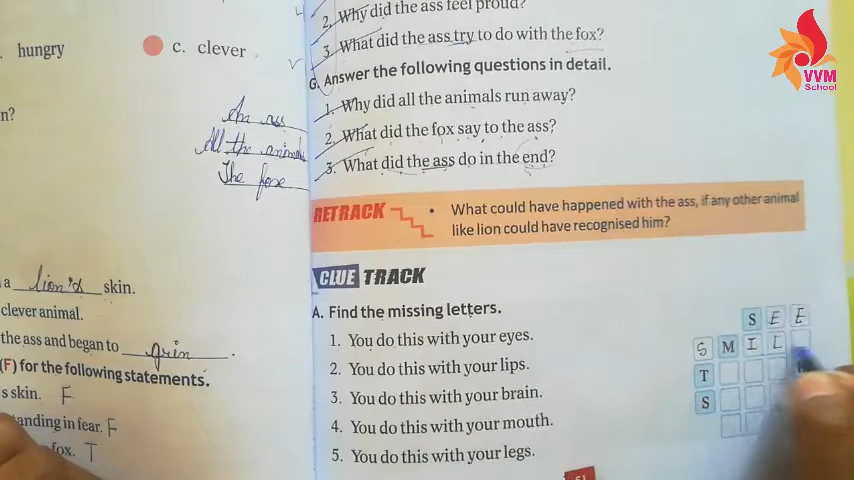 hungry
c. clever
n?
An ass
All the animals
The fox
a lion's skin.
clever animal.
the ass and began to grin.
(F) for the following statements.
s skin. F
tanding in fear. F
fox. T
2. Why did the ass feel proud?
3. What did the ass try to do with the fox?
G. Answer the following questions in detail.
1. Why did all the animals run away?
2. What did the fox say to the ass?
3. What did the ass do in the end?
RETRACK
• What could have happened with the ass, if any other animal
like lion could have recognised him?
CLUE TRACK
A. Find the missing letters.
1. You do this with your eyes.
2. You do this with your lips.
3. You do this with your brain.
4. You do this with your mouth.
5. You do this with your legs.
S E E
S M I L
T
S
VVM
School